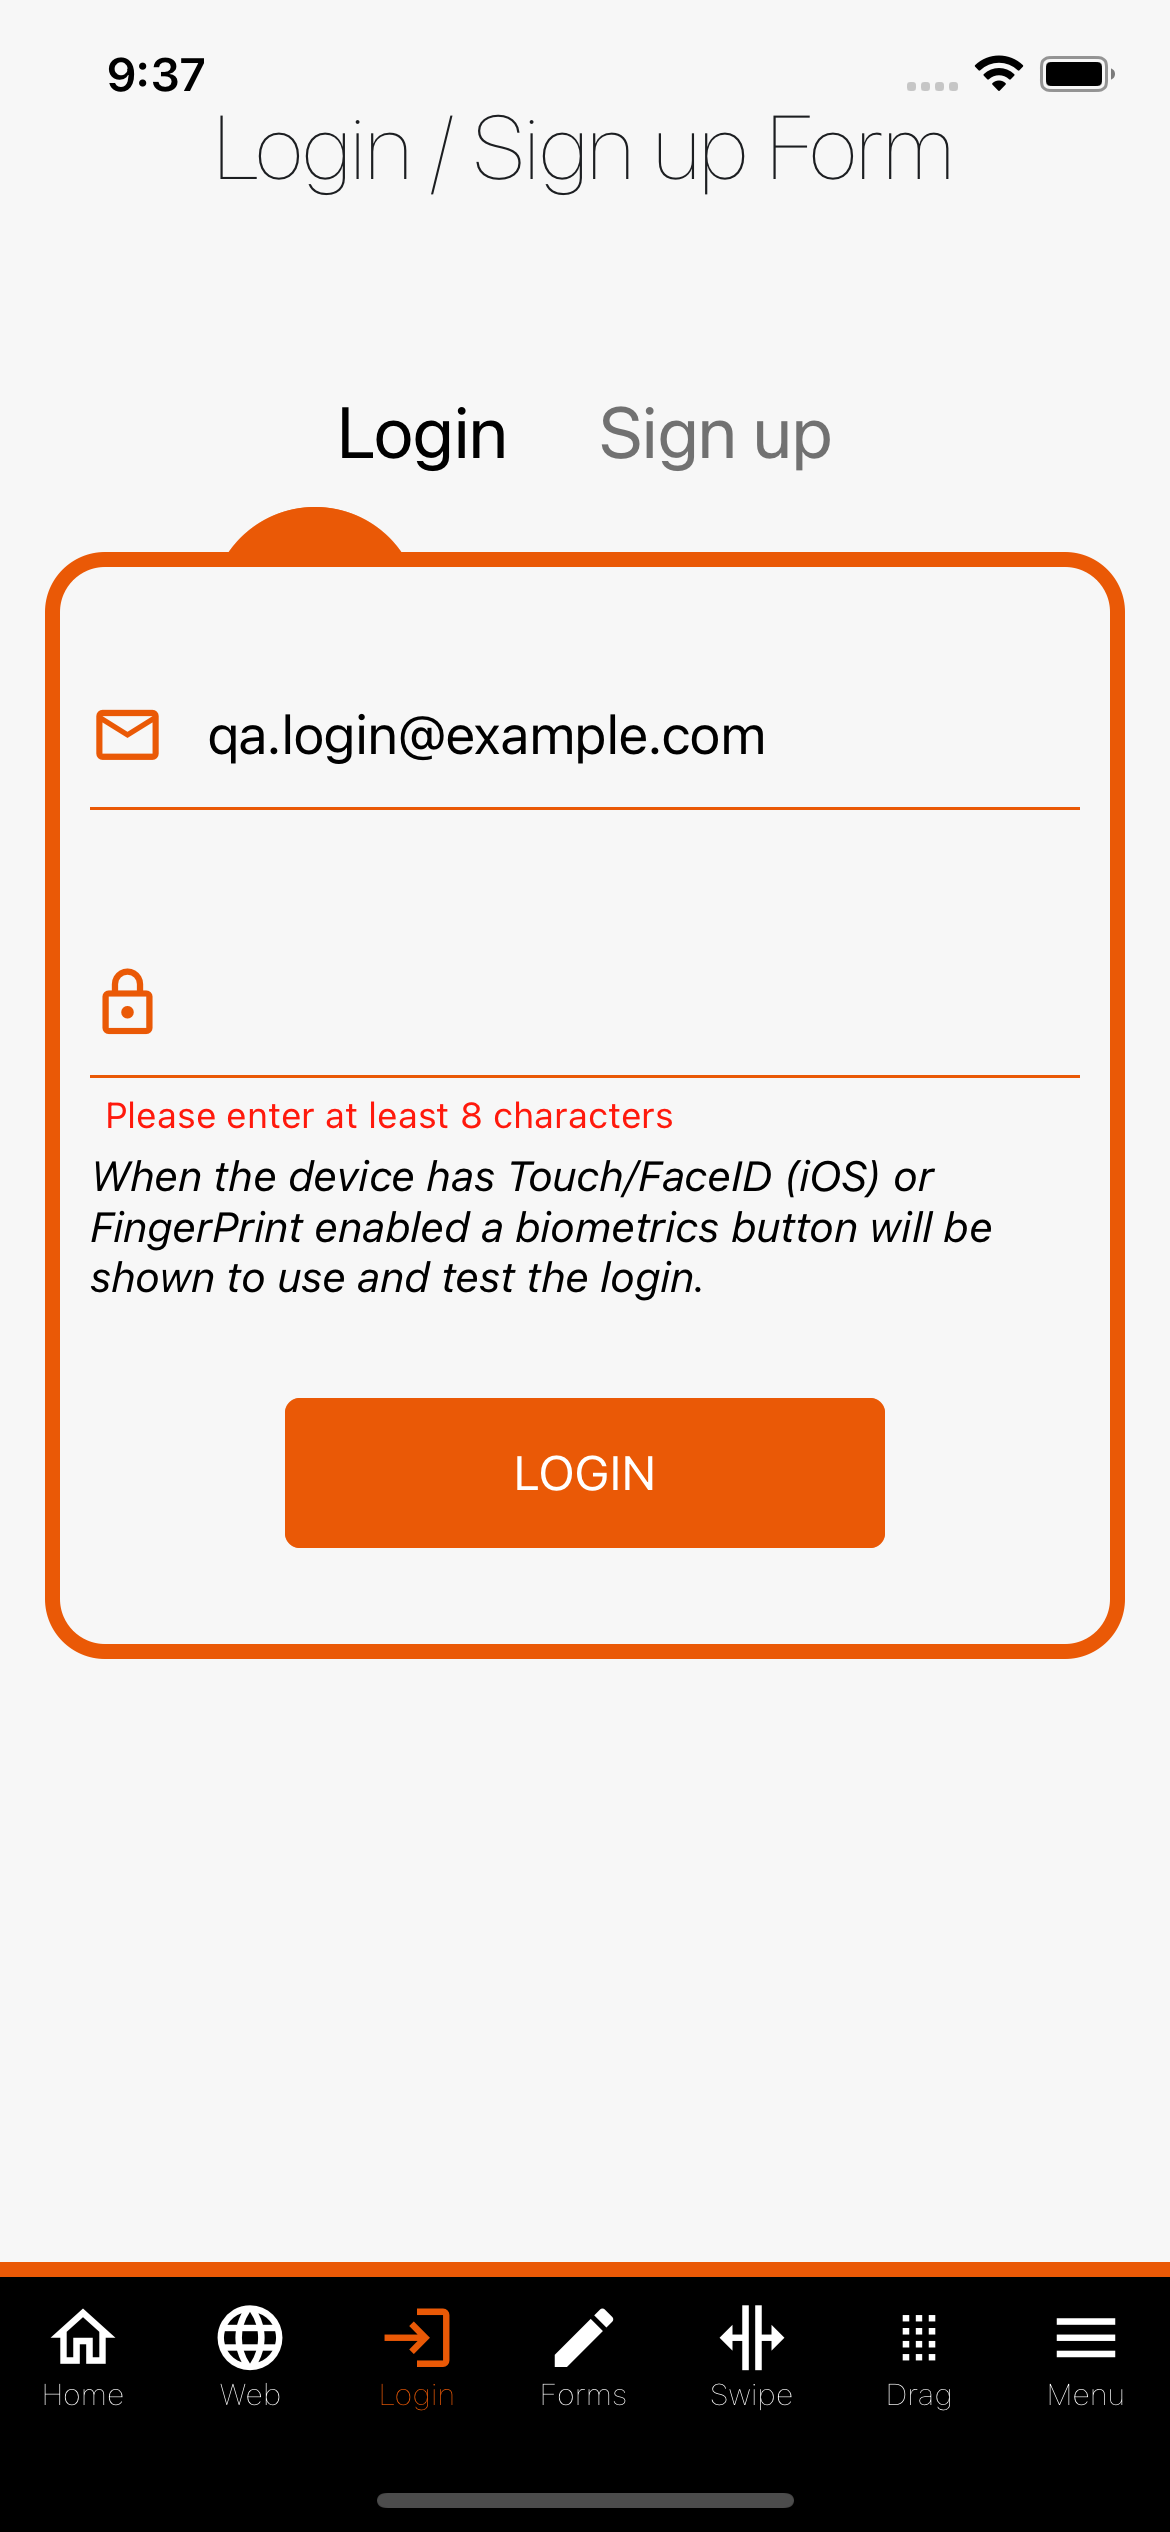 9:37
Login / Sign up Form
Login
Sign up
qa.login@example.com
Please enter at least 8 characters
When the device has Touch/FaceID (iOS) or
FingerPrint enabled a biometrics button will be
shown to use and test the login.
LOGIN
Home
Web
Login
Forms
Swipe
Drag
Menu